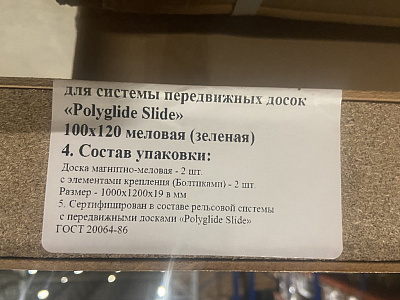 для системы передвижных досок
«Polyglide Slide»
100х120 меловая (зеленая)
4. Состав упаковки:
Доска магнитно-меловая - 2 шт.
с элементами крепления (Болтиками) - 2 шт.
Размер - 1000х1200х19 в мм
5. Сертифицирован в составе рельсовой системы
с передвижными досками «Polyglide Slide»
ГОСТ 20064-86